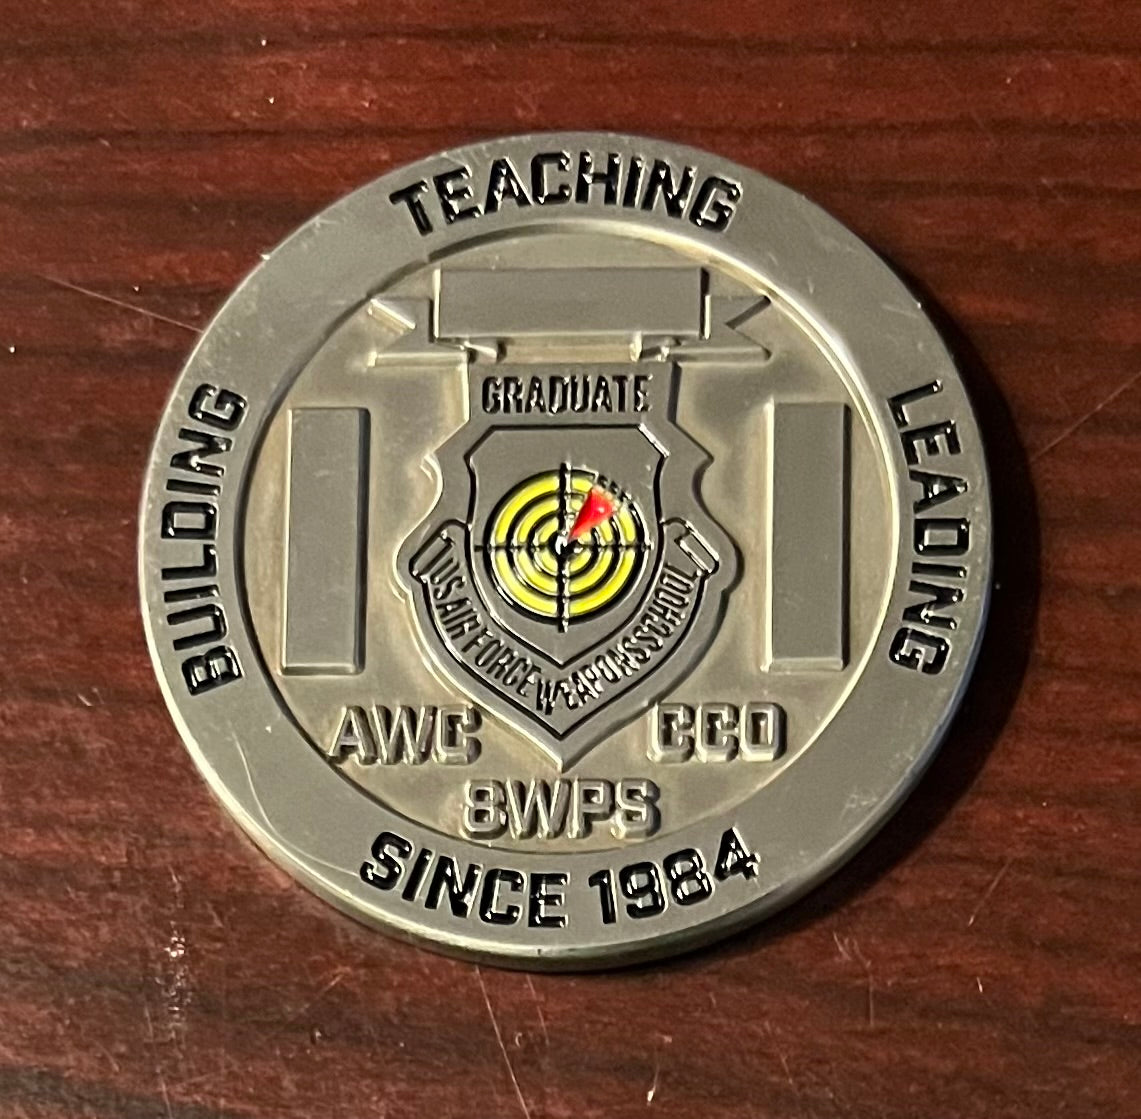 BUILDING
TEACHING
LEADING
GRADUATE
US AIR FORCE WEAPONS SCHOOL
AWC
CCO
8WPS
SINCE 1984